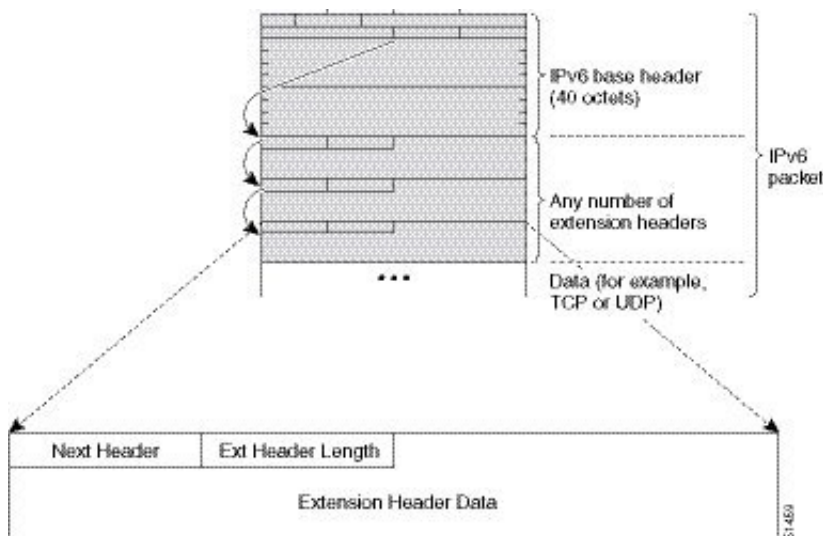 IPv6 base header
(40 octets)
IPv6
packet
Any number of
extension headers
Data (for example,
TCP or UDP)
Next Header
Ext Header Length
Extension Header Data
51459